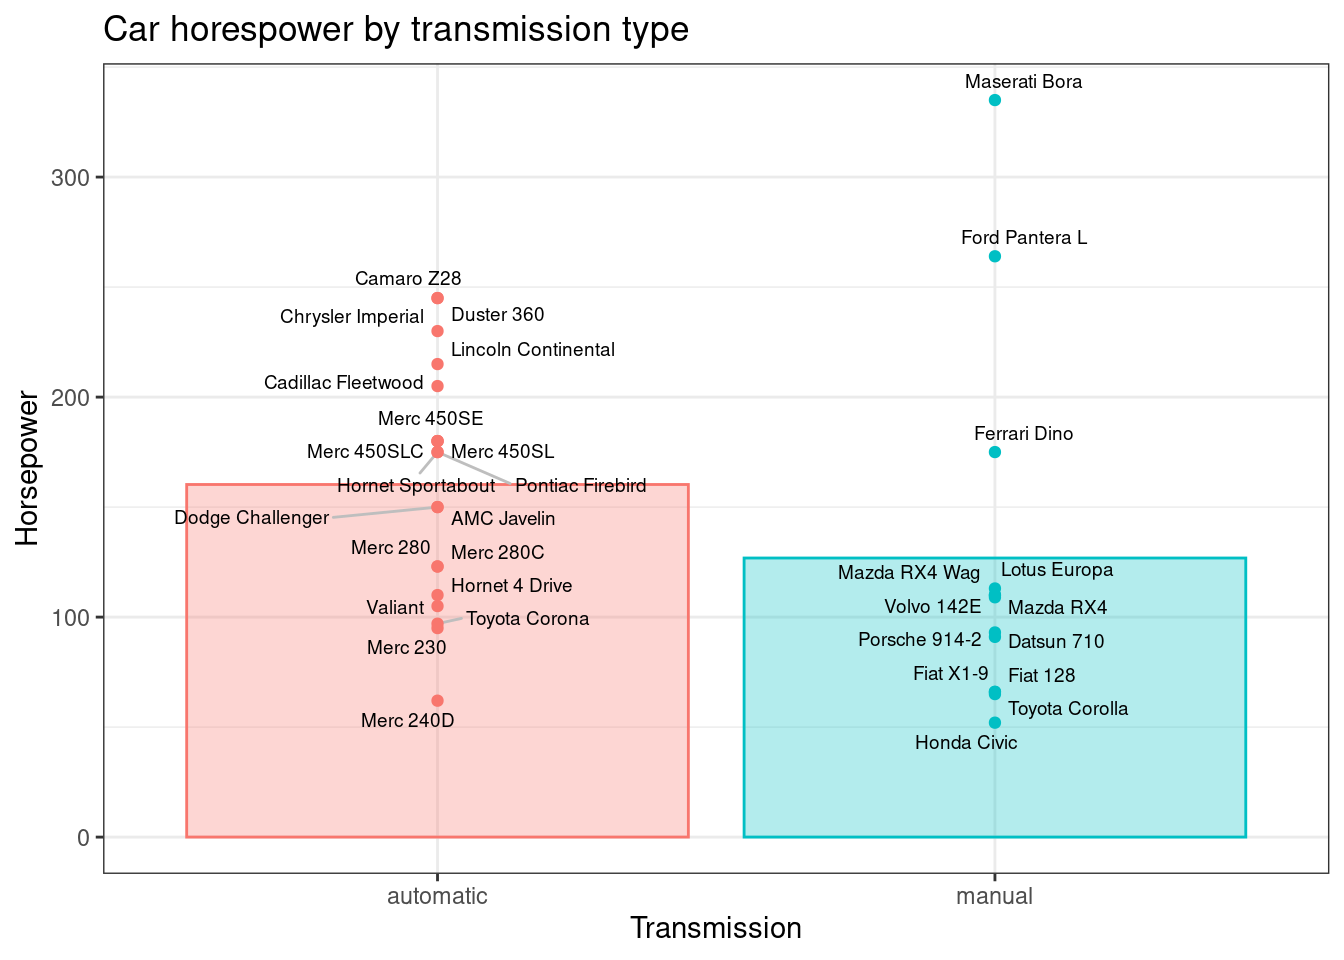 Car horespower by transmission type
Horsepower
300
200
100
0
Camaro Z28
Chrysler Imperial
Duster 360
Lincoln Continental
Cadillac Fleetwood
Merc 450SE
Merc 450SLC
Merc 450SL
Hornet Sportabout
Pontiac Firebird
Dodge Challenger
AMC Javelin
Merc 280
Merc 280C
Hornet 4 Drive
Valiant
Toyota Corona
Merc 230
Merc 240D
Maserati Bora
Ford Pantera L
Ferrari Dino
Mazda RX4 Wag
Lotus Europa
Volvo 142E
Mazda RX4
Porsche 914-2
Datsun 710
Fiat X1-9
Fiat 128
Toyota Corolla
Honda Civic
automatic
manual
Transmission